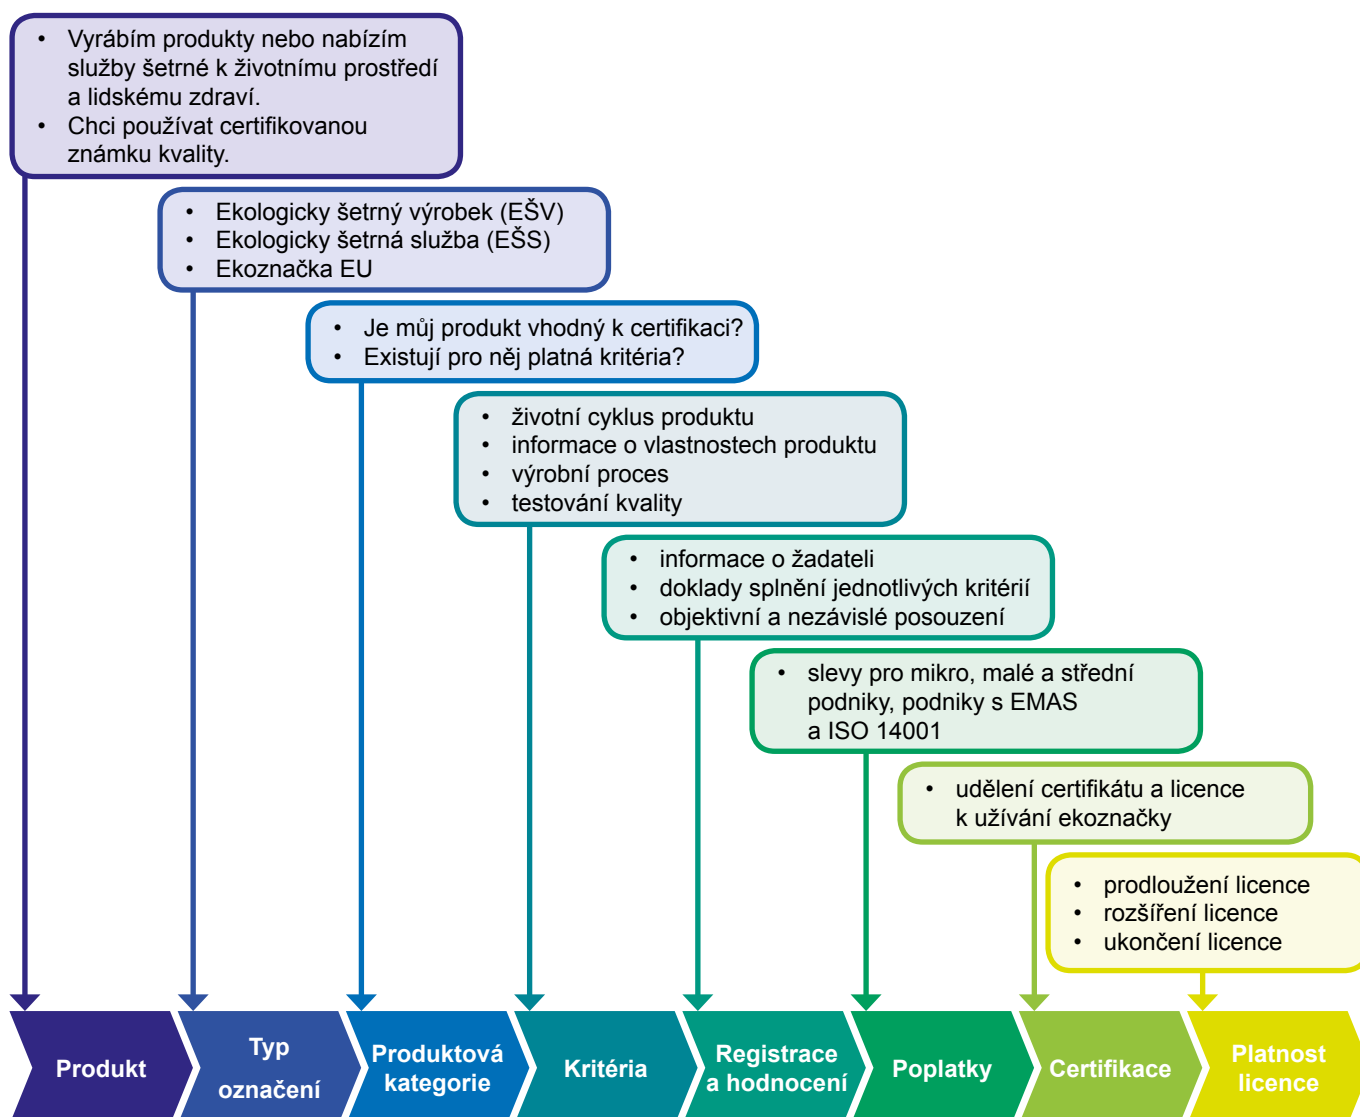 • Vyrábím produkty nebo nabízím
služby šetrné k životnímu prostředí
a lidskému zdraví.
• Chci používat certifikovanou
známku kvality.
• Ekologicky šetrný výrobek (EŠV)
• Ekologicky šetrná služba (EŠS)
• Ekoznačka EU
• Je můj produkt vhodný k certifikaci?
• Existují pro něj platná kritéria?
• životní cyklus produktu
• informace o vlastnostech produktu
• výrobní proces
• testování kvality
• informace o žadateli
• doklady splnění jednotlivých kritérií
• objektivní a nezávislé posouzení
• slevy pro mikro, malé a střední
podniky, podniky s EMAS
a ISO 14001
• udělení certifikátu a licence
k užívání ekoznačky
• prodloužení licence
• rozšíření licence
• ukončení licence
Produkt
Typ
označení
Produktová
kategorie
Kritéria
Registrace
a hodnocení
Poplatky
Certifikace
Platnost
licence